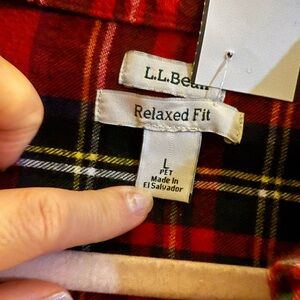 L.L.Bean
Relaxed Fit
L
PET
Made in
El Salvador